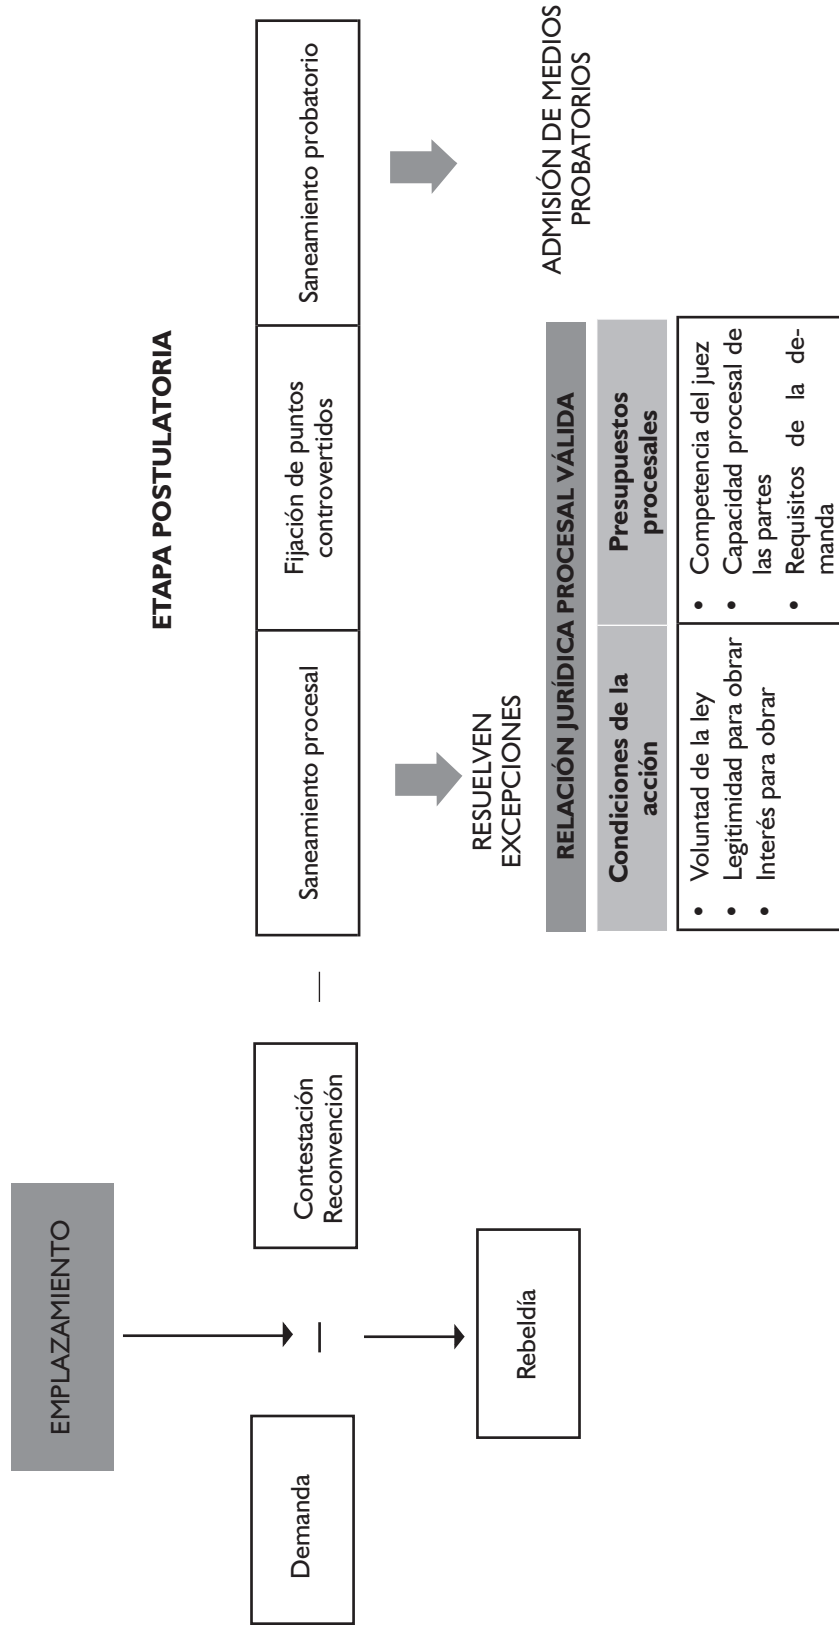 ETAPA POSTULATORIA
EMPLAZAMIENTO
Demanda
—
Contestación
Reconvención
—
Saneamiento procesal
Fijación de puntos
controvertidos
Saneamiento probatorio
Rebeldía
RESUELVEN
EXCEPCIONES
ADMISIÓN DE MEDIOS
PROBATORIOS
RELACIÓN JURÍDICA PROCESAL VÁLIDA
Condiciones de la
acción
Presupuestos
procesales
• Voluntad de la ley
• Legitimidad para obrar
• Interés para obrar
• Competencia del juez
• Capacidad procesal de
las partes
• Requisitos de la de-
manda